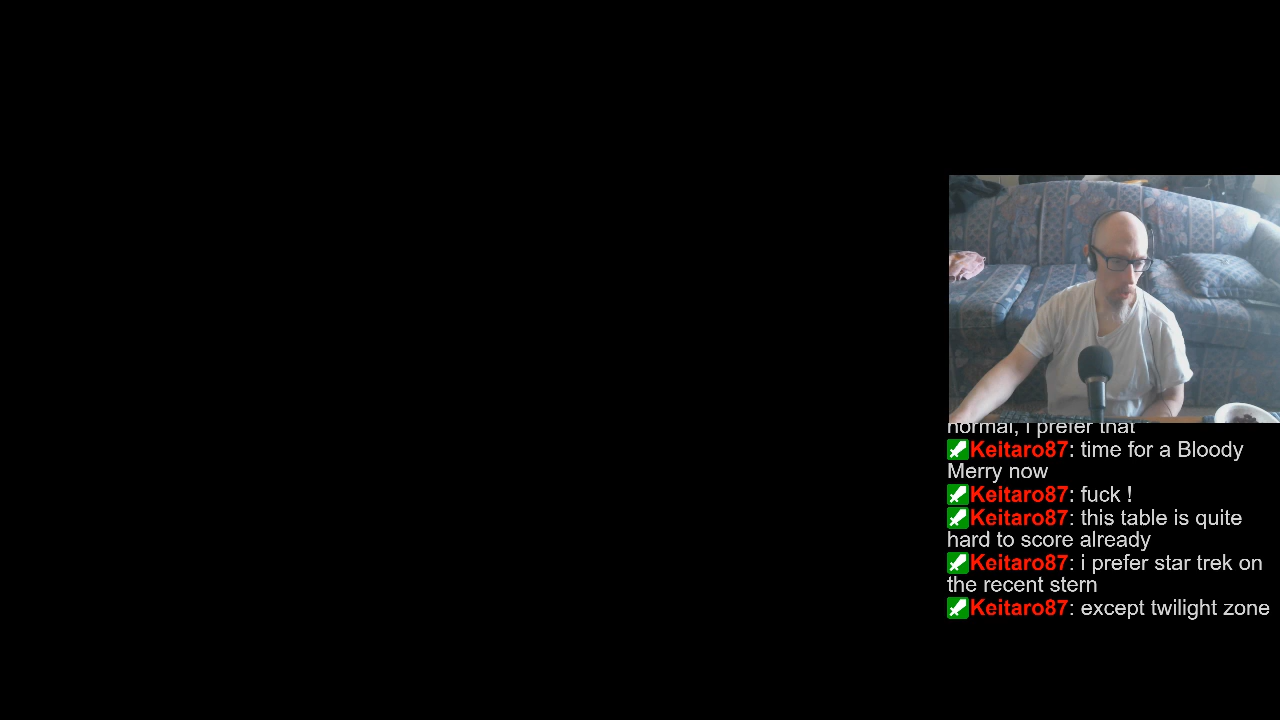 normal, i prefer that
Keitaro87: time for a Bloody
Merry now
Keitaro87: fuck !
Keitaro87: this table is quite
hard to score already
Keitaro87: i prefer star trek on
the recent stern
Keitaro87: except twilight zone